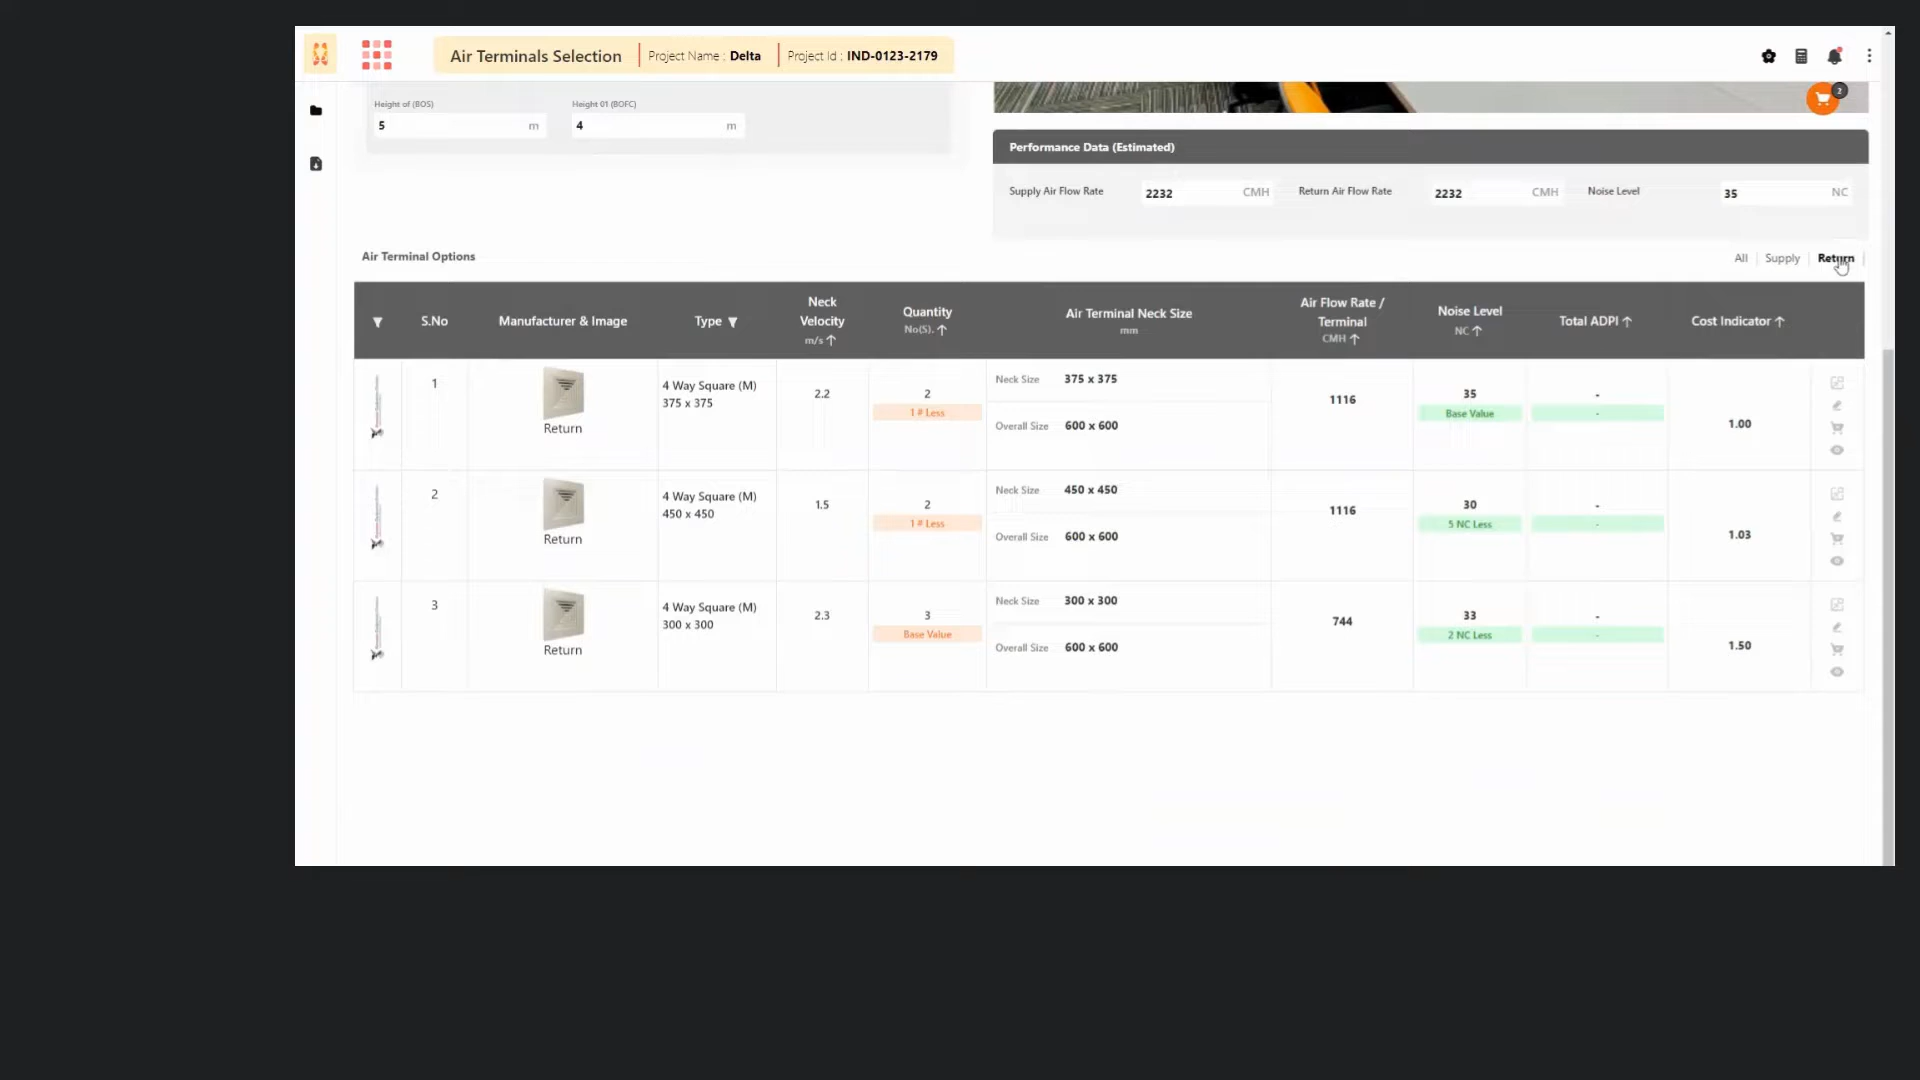 Air Terminals Selection Project Name : Delta Project Id : IND-0123-2179
Height of (BOS) Height 01 (BOFC)
5 m 4 m
2
Performance Data (Estimated)
Supply Air Flow Rate 2232 CMH Return Air Flow Rate 2232 CMH Noise Level 35 NC
Air Terminal Options All Supply Return
S.No Manufacturer & Image Type Neck Velocity m/s Quantity No(S). Air Terminal Neck Size mm Air Flow Rate / Terminal CMH Noise Level NC Total ADPI Cost Indicator
1 Return 4 Way Square (M) 375 x 375 2.2 2 1 # Less Neck Size 375 x 375 Overall Size 600 x 600 1116 35 Base Value - - 1.00
2 Return 4 Way Square (M) 450 x 450 1.5 2 1 # Less Neck Size 450 x 450 Overall Size 600 x 600 1116 30 5 NC Less - - 1.03
3 Return 4 Way Square (M) 300 x 300 2.3 3 Base Value Neck Size 300 x 300 Overall Size 600 x 600 744 33 2 NC Less - - 1.50